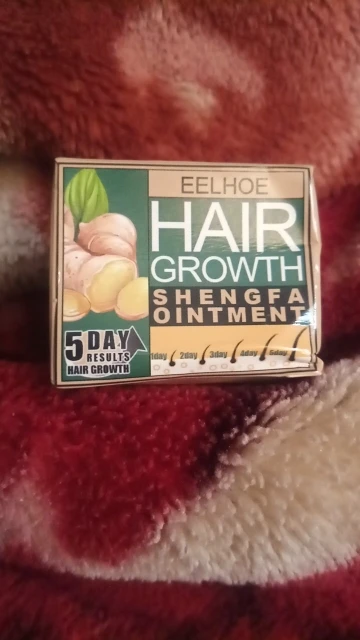 EELHOE
HAIR
GROWTH
SHENGFA
OINTMENT
5 DAY
RESULTS
HAIR GROWTH
1day 2day 3day 4day 5day